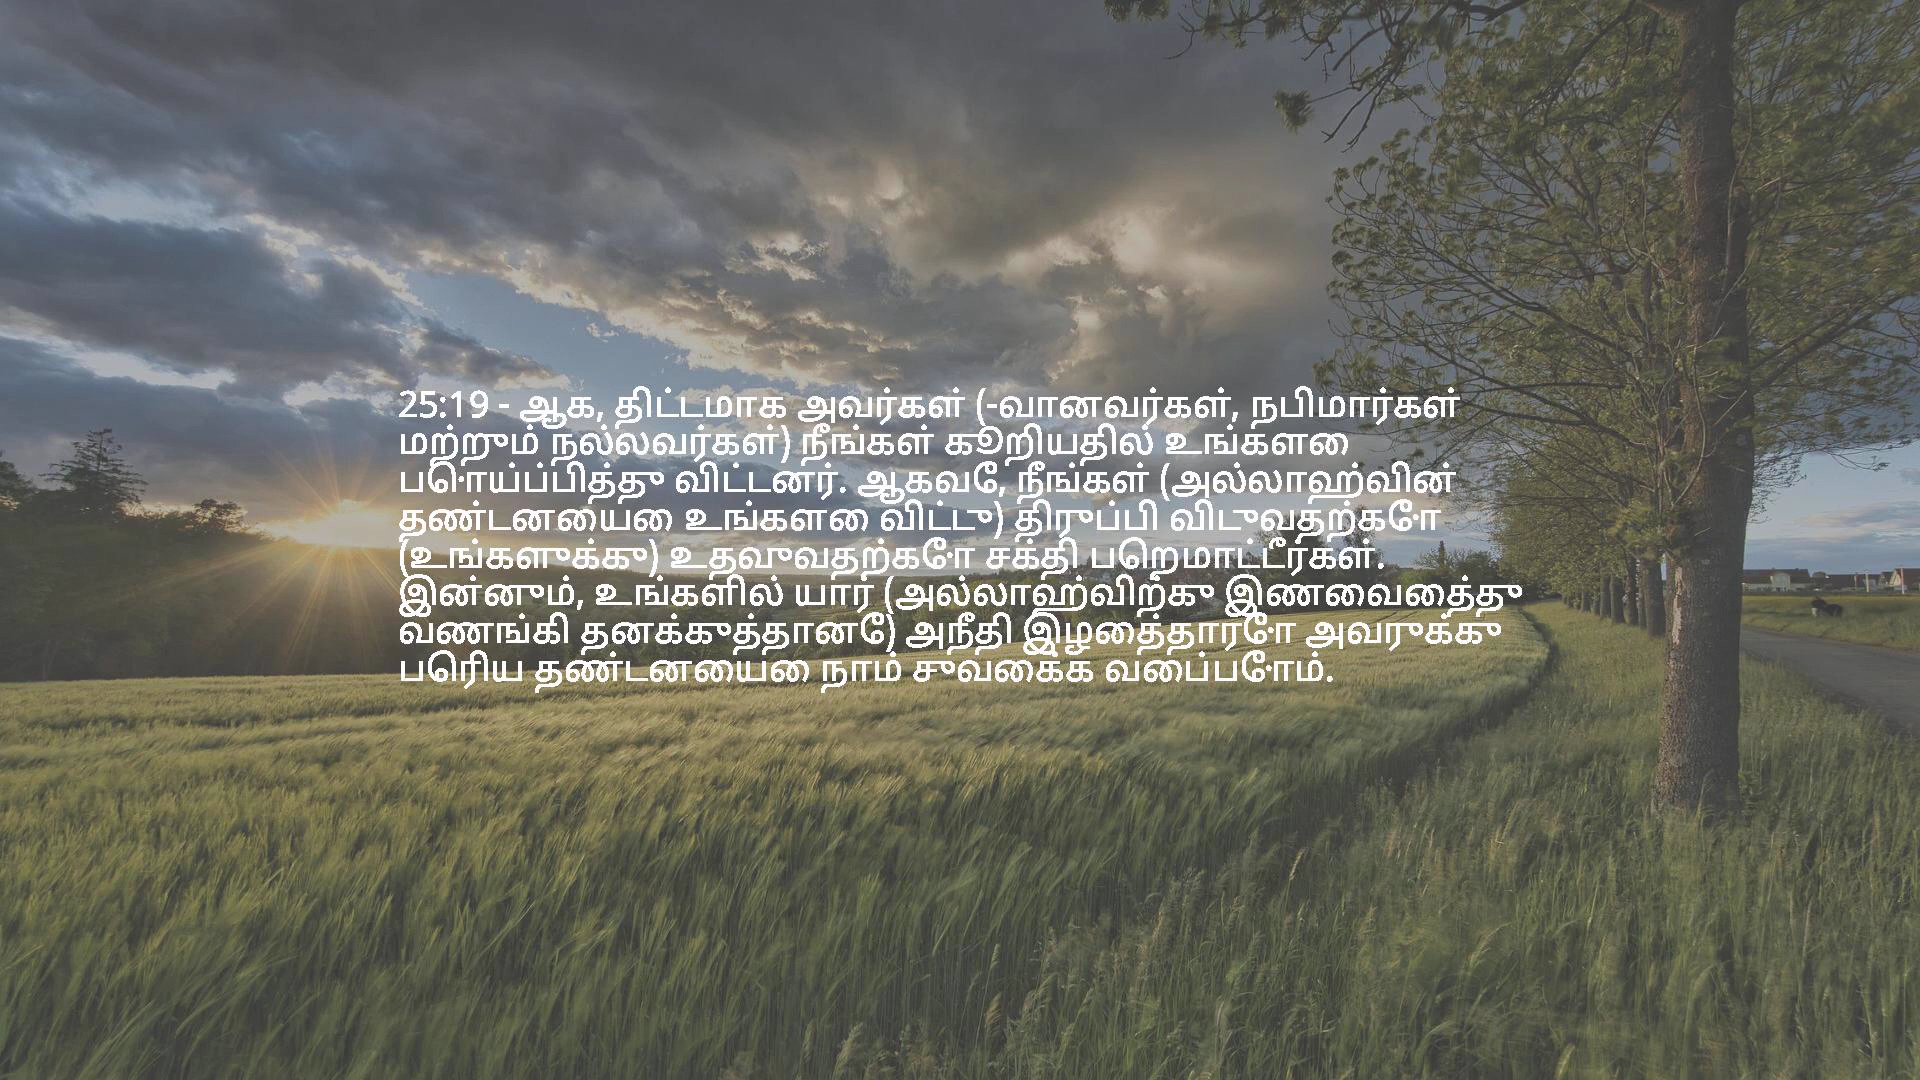 25:19 - ஆக, திட்டமாக அவர்கள் (-வானவர்கள், நபிமார்கள்
மற்றும் நல்லவர்கள்) நீங்கள் கூறியதில் உங்களை
பொய்ப்பித்து விட்டனர். ஆகவே, நீங்கள் (அல்லாஹ்வின்
தண்டனையை உங்களை விட்டு) திருப்பி விடுவதற்கோ
(உங்களுக்கு) உதவுவதற்கோ சக்தி பெறமாட்டீர்கள்.
இன்னும், உங்களில் யார் (அல்லாஹ்விற்கு இணைவைத்து
வணங்கி தனக்குத்தானே) அநீதி இழைத்தாரோ அவருக்கு
பெரிய தண்டனையை நாம் சுவைக்க வைப்போம்.